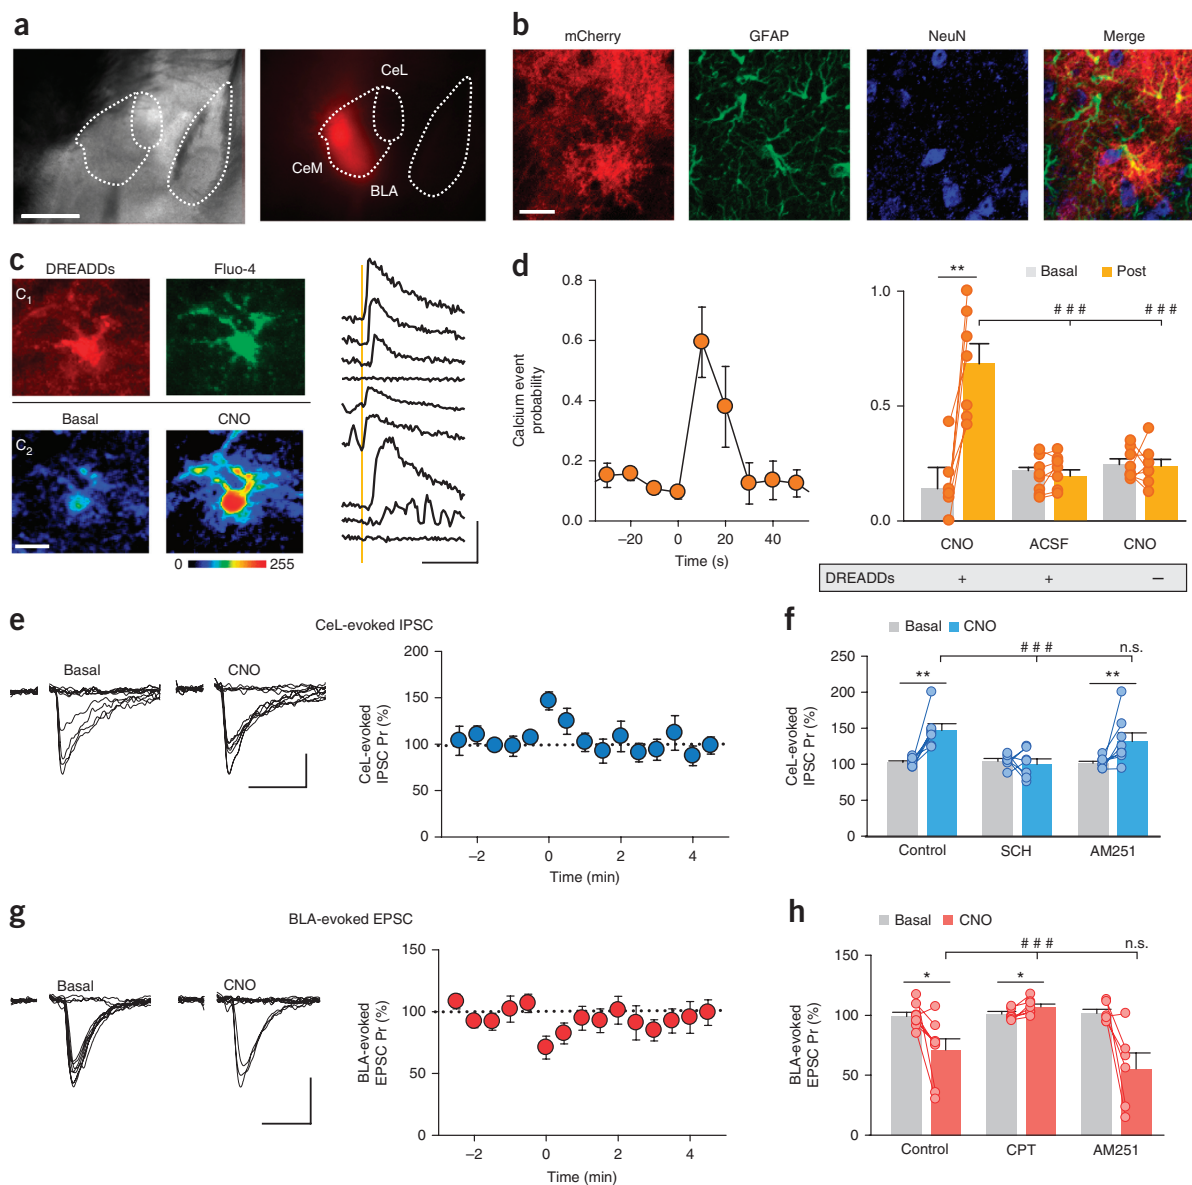 a
CeL
CeM
BLA
b
mCherry
GFAP
NeuN
Merge
c
DREADDs
Fluo-4
C1
Basal
CNO
C2
0
255
d
0.8
0.6
0.4
0.2
0.0
Calcium event
probability
–20
0
20
40
Time (s)
Basal
Post
**
# # #
# # #
1.0
0.5
0.0
CNO
ACSF
CNO
DREADDs + + –
e
CeL-evoked IPSC
Basal
CNO
200
150
100
50
0
CeL-evoked
IPSC Pr (%)
–2
0
2
4
Time (min)
f
Basal
CNO
n.s.
# # #
**
**
250
200
150
100
50
0
CeL-evoked
IPSC Pr (%)
Control
SCH
AM251
g
BLA-evoked EPSC
Basal
CNO
150
100
50
0
BLA-evoked
EPSC Pr (%)
–2
0
2
4
Time (min)
h
Basal
CNO
# # #
n.s.
*
*
150
100
50
0
BLA-evoked
EPSC Pr (%)
Control
CPT
AM251